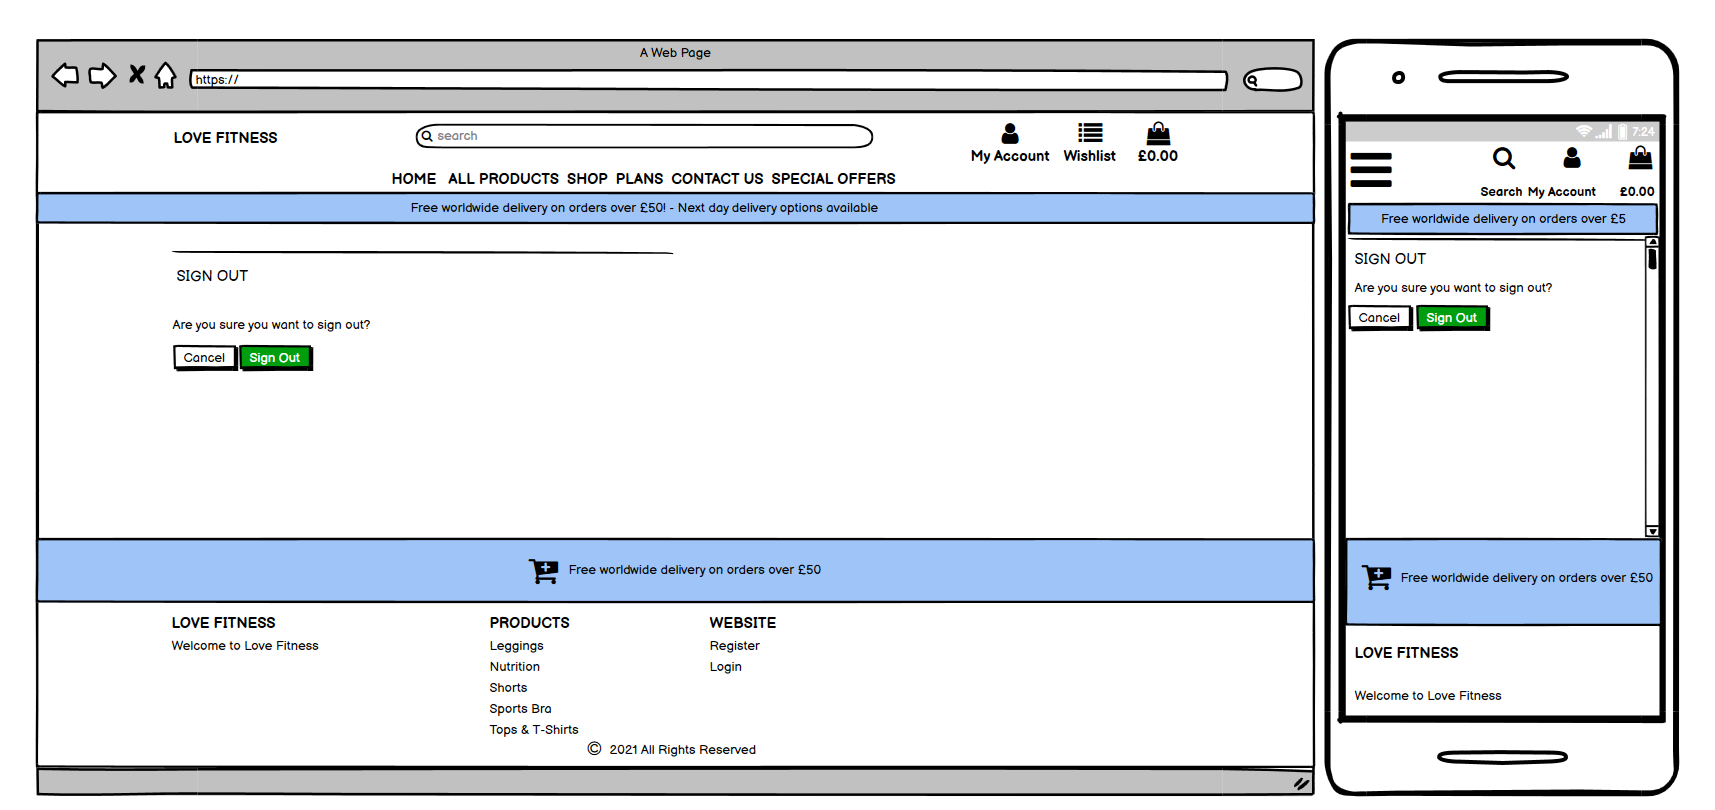 A Web Page
https://
LOVE FITNESS
search
My Account Wishlist £0.00
HOME ALL PRODUCTS SHOP PLANS CONTACT US SPECIAL OFFERS
Free worldwide delivery on orders over £50! - Next day delivery options available
SIGN OUT
Are you sure you want to sign out?
Cancel Sign Out
Free worldwide delivery on orders over £50
LOVE FITNESS
Welcome to Love Fitness
PRODUCTS
Leggings
Nutrition
Shorts
Sports Bra
Tops & T-Shirts
WEBSITE
Register
Login
© 2021 All Rights Reserved
7:24
Search My Account £0.00
Free worldwide delivery on orders over £5
SIGN OUT
Are you sure you want to sign out?
Cancel Sign Out
Free worldwide delivery on orders over £50
LOVE FITNESS
Welcome to Love Fitness